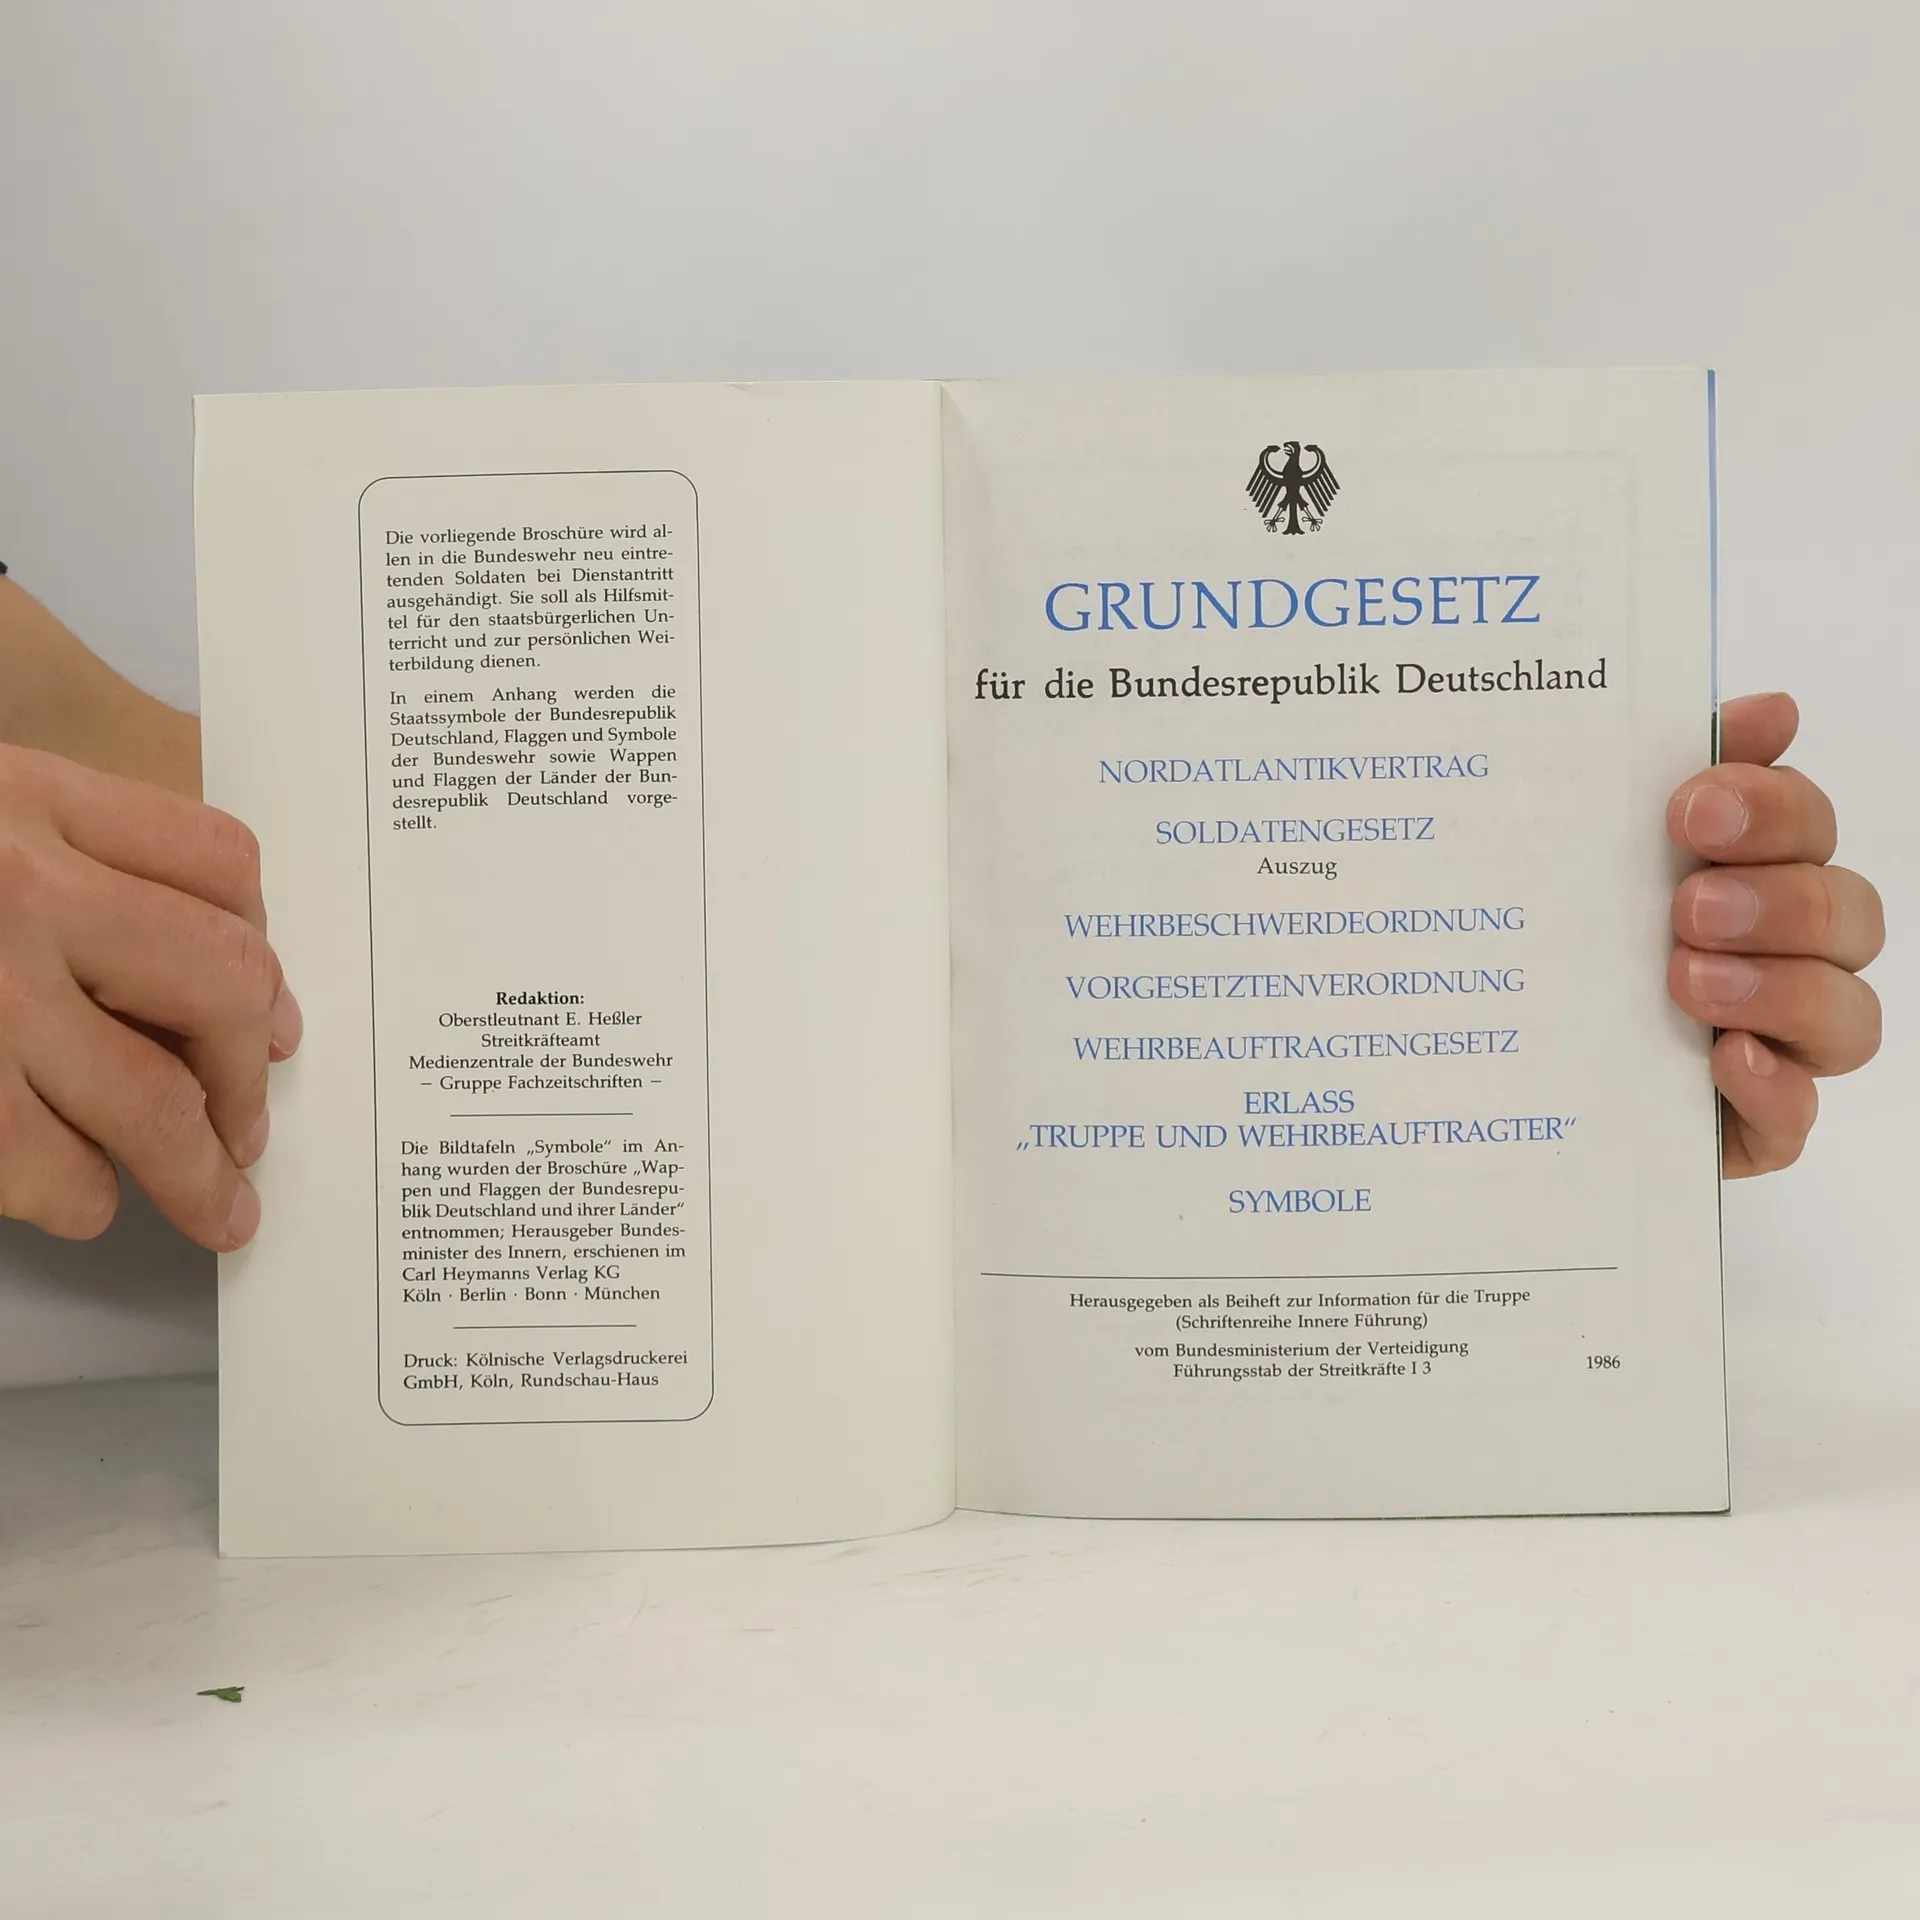 Die vorliegende Broschüre wird al-
len in die Bundeswehr neu eintre-
tenden Soldaten bei Dienstantritt
ausgehändigt. Sie soll als Hilfsmit-
tel für den staatsbürgerlichen Un-
terricht und zur persönlichen Wei-
terbildung dienen.
In einem Anhang werden die
Staatssymbole der Bundesrepublik
Deutschland, Flaggen und Symbole
der Bundeswehr sowie Wappen
und Flaggen der Länder der Bun-
desrepublik Deutschland vorge-
stellt.
Redaktion:
Oberstleutnant E. Heßler
Streitkräfteamt
Medienzentrale der Bundeswehr
– Gruppe Fachzeitschriften –
Die Bildtafeln „Symbole“ im An-
hang wurden der Broschüre „Wap-
pen und Flaggen der Bundesrepu-
blik Deutschland und ihrer Länder“
entnommen; Herausgeber Bundes-
minister des Innern, erschienen im
Carl Heymanns Verlag KG
Köln · Berlin · Bonn · München
Druck: Kölnische Verlagsdruckerei
GmbH, Köln, Rundschau-Haus
GRUNDGESETZ
für die Bundesrepublik Deutschland
NORDATLANTIKVERTRAG
SOLDATENGESETZ
Auszug
WEHRBESCHWERDEORDNUNG
VORGESETZTENVERORDNUNG
WEHRBEAUFTRAGTENGESETZ
ERLASS
„TRUPPE UND WEHRBEAUFTRAGTER“
SYMBOLE
Herausgegeben als Beiheft zur Information für die Truppe
(Schriftenreihe Innere Führung)
vom Bundesministerium der Verteidigung
Führungsstab der Streitkräfte I 3
1986